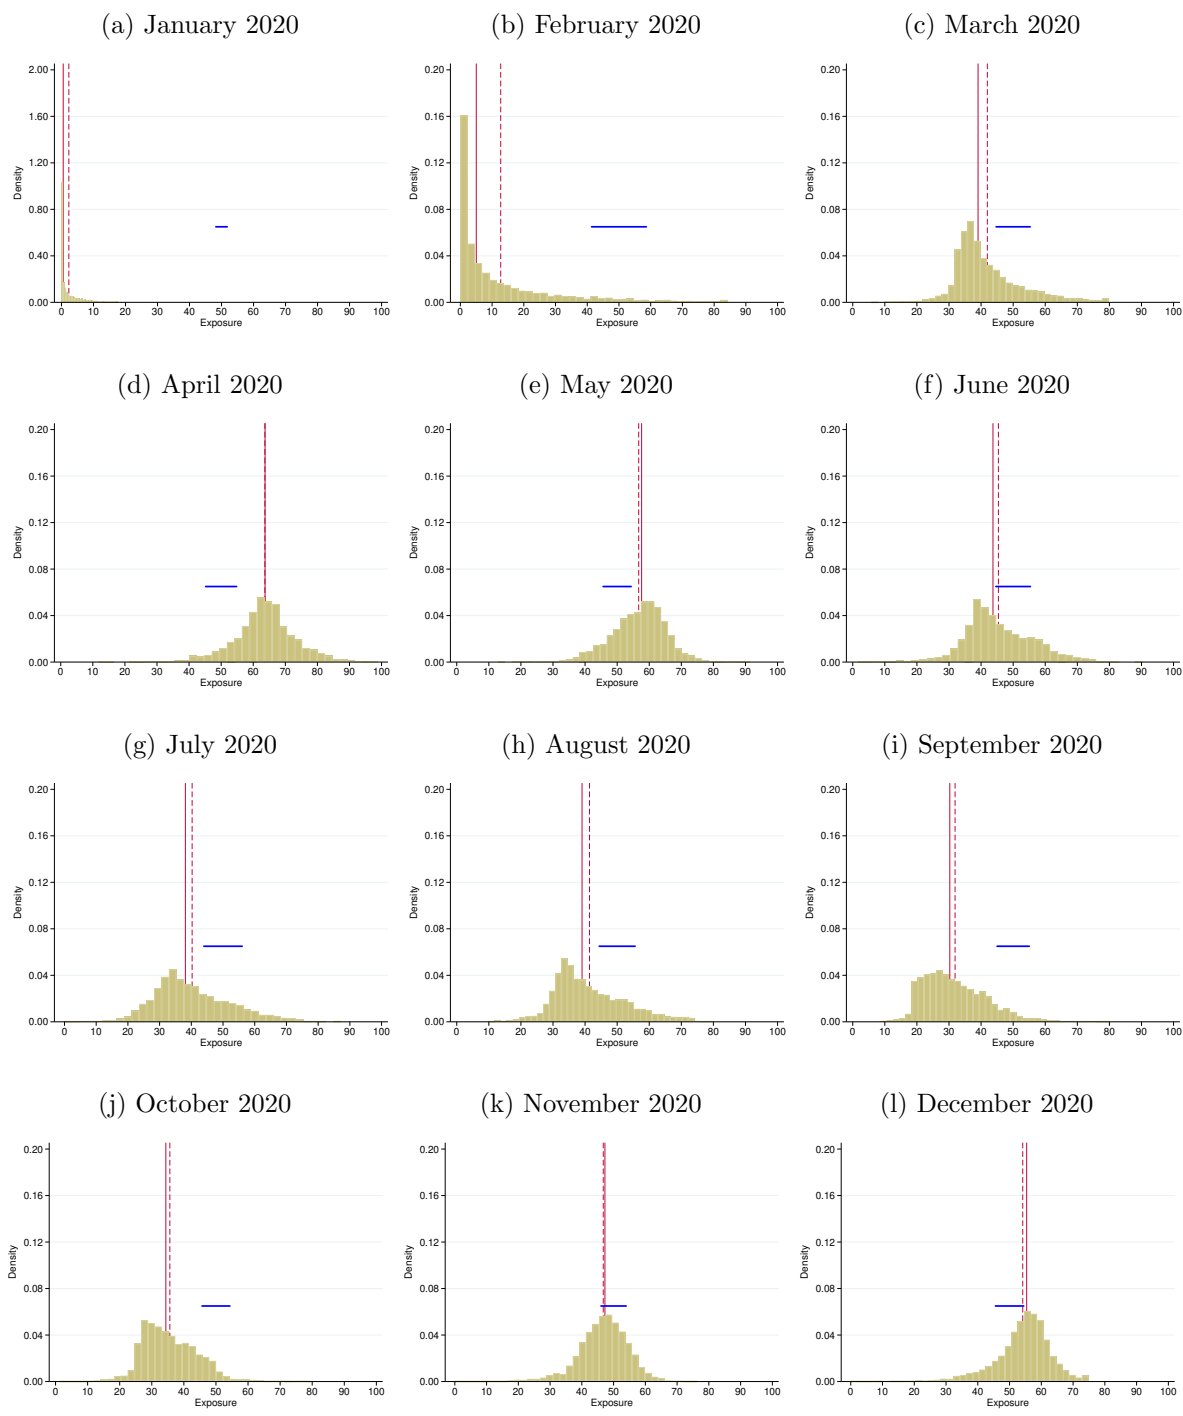 (a) January 2020
(b) February 2020
(c) March 2020
2.00
1.60
1.20
0.80
0.40
0.00
Density
0 10 20 30 40 50 60 70 80 90 100
Exposure
0.20
0.16
0.12
0.08
0.04
0.00
Density
0 10 20 30 40 50 60 70 80 90 100
Exposure
0.20
0.16
0.12
0.08
0.04
0.00
Density
0 10 20 30 40 50 60 70 80 90 100
Exposure
(d) April 2020
(e) May 2020
(f) June 2020
0.20
0.16
0.12
0.08
0.04
0.00
Density
0 10 20 30 40 50 60 70 80 90 100
Exposure
0.20
0.16
0.12
0.08
0.04
0.00
Density
0 10 20 30 40 50 60 70 80 90 100
Exposure
0.20
0.16
0.12
0.08
0.04
0.00
Density
0 10 20 30 40 50 60 70 80 90 100
Exposure
(g) July 2020
(h) August 2020
(i) September 2020
0.20
0.16
0.12
0.08
0.04
0.00
Density
0 10 20 30 40 50 60 70 80 90 100
Exposure
0.20
0.16
0.12
0.08
0.04
0.00
Density
0 10 20 30 40 50 60 70 80 90 100
Exposure
0.20
0.16
0.12
0.08
0.04
0.00
Density
0 10 20 30 40 50 60 70 80 90 100
Exposure
(j) October 2020
(k) November 2020
(l) December 2020
0.20
0.16
0.12
0.08
0.04
0.00
Density
0 10 20 30 40 50 60 70 80 90 100
Exposure
0.20
0.16
0.12
0.08
0.04
0.00
Density
0 10 20 30 40 50 60 70 80 90 100
Exposure
0.20
0.16
0.12
0.08
0.04
0.00
Density
0 10 20 30 40 50 60 70 80 90 100
Exposure